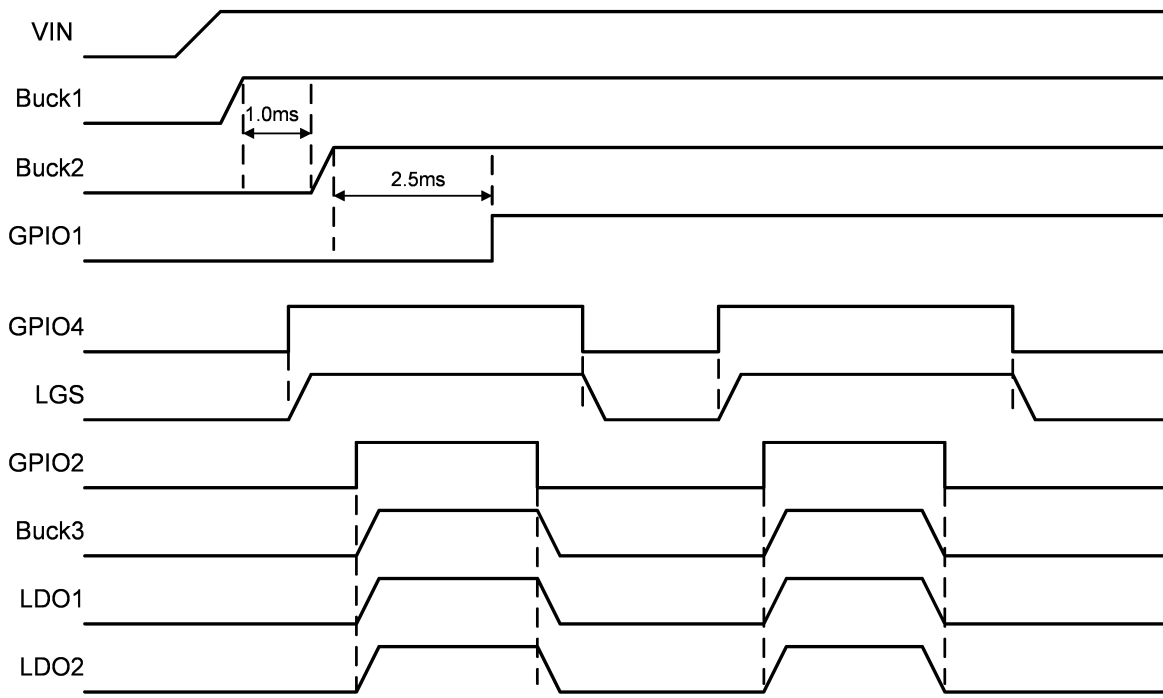 VIN
Buck1
1.0ms
Buck2
2.5ms
GPIO1
GPIO4
LGS
GPIO2
Buck3
LDO1
LDO2